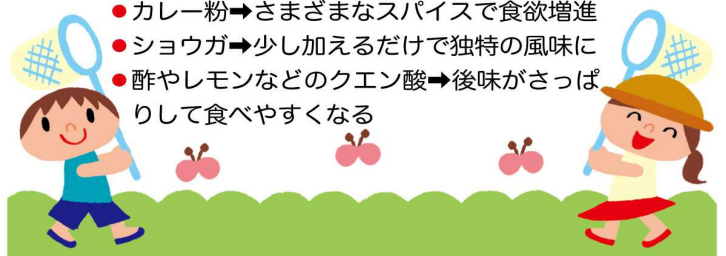 ●カレー粉➡さまざまなスパイスで食欲増進
●ショウガ➡少し加えるだけで独特の風味に
●酢やレモンなどのクエン酸➡後味がさっぱ
りして食べやすくなる